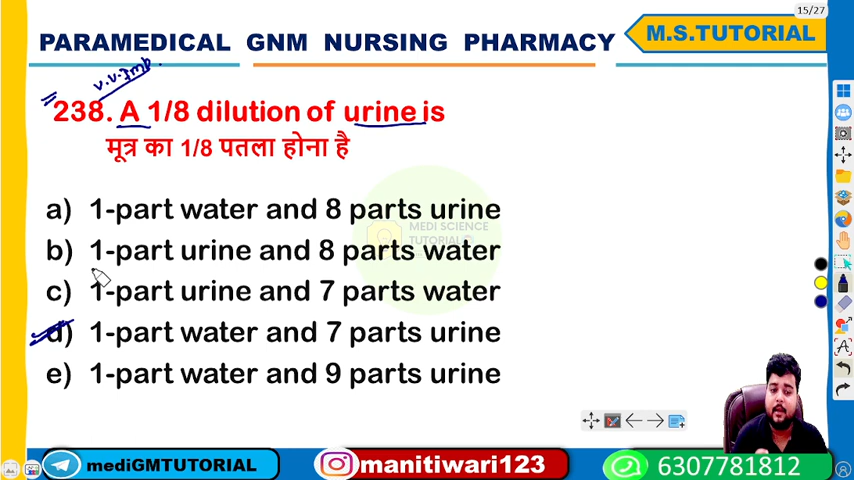 15/27
PARAMEDICAL GNM NURSING PHARMACY
M.S.TUTORIAL
v.v.Imp.
238. A 1/8 dilution of urine is
मूत्र का 1/8 पतला होना है
a) 1-part water and 8 parts urine
MEDI SCIENCE
TUTORIAL
b) 1-part urine and 8 parts water
c) 1-part urine and 7 parts water
d) 1-part water and 7 parts urine
e) 1-part water and 9 parts urine
mediGMTUTORIAL
manitiwari123
6307781812